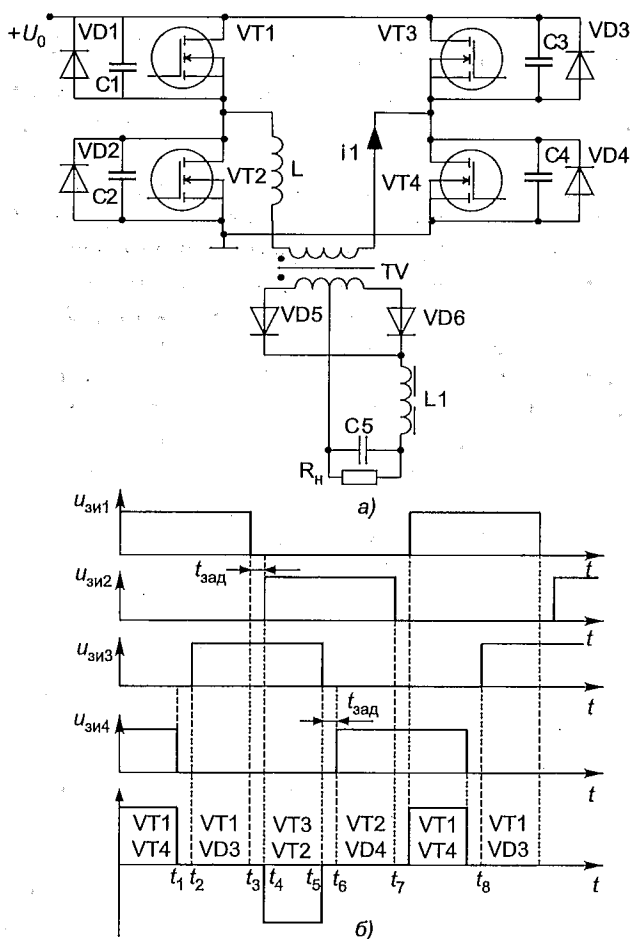 +U₀
VD1
C1
VT1
VT3
C3
VD3
VD2
C2
VT2
L
i1
VT4
C4
VD4
TV
VD5
VD6
L1
C5
Rн
а)
uзи1
tзад
t
uзи2
t
uзи3
tзад
t
uзи4
t
VT1 VT1 VT3 VT2 VT1 VT1
VT4 VD3 VT2 VD4 VT4 VD3
t₁ t₂ t₃ t₄ t₅ t₆ t₇ t₈ t
б)